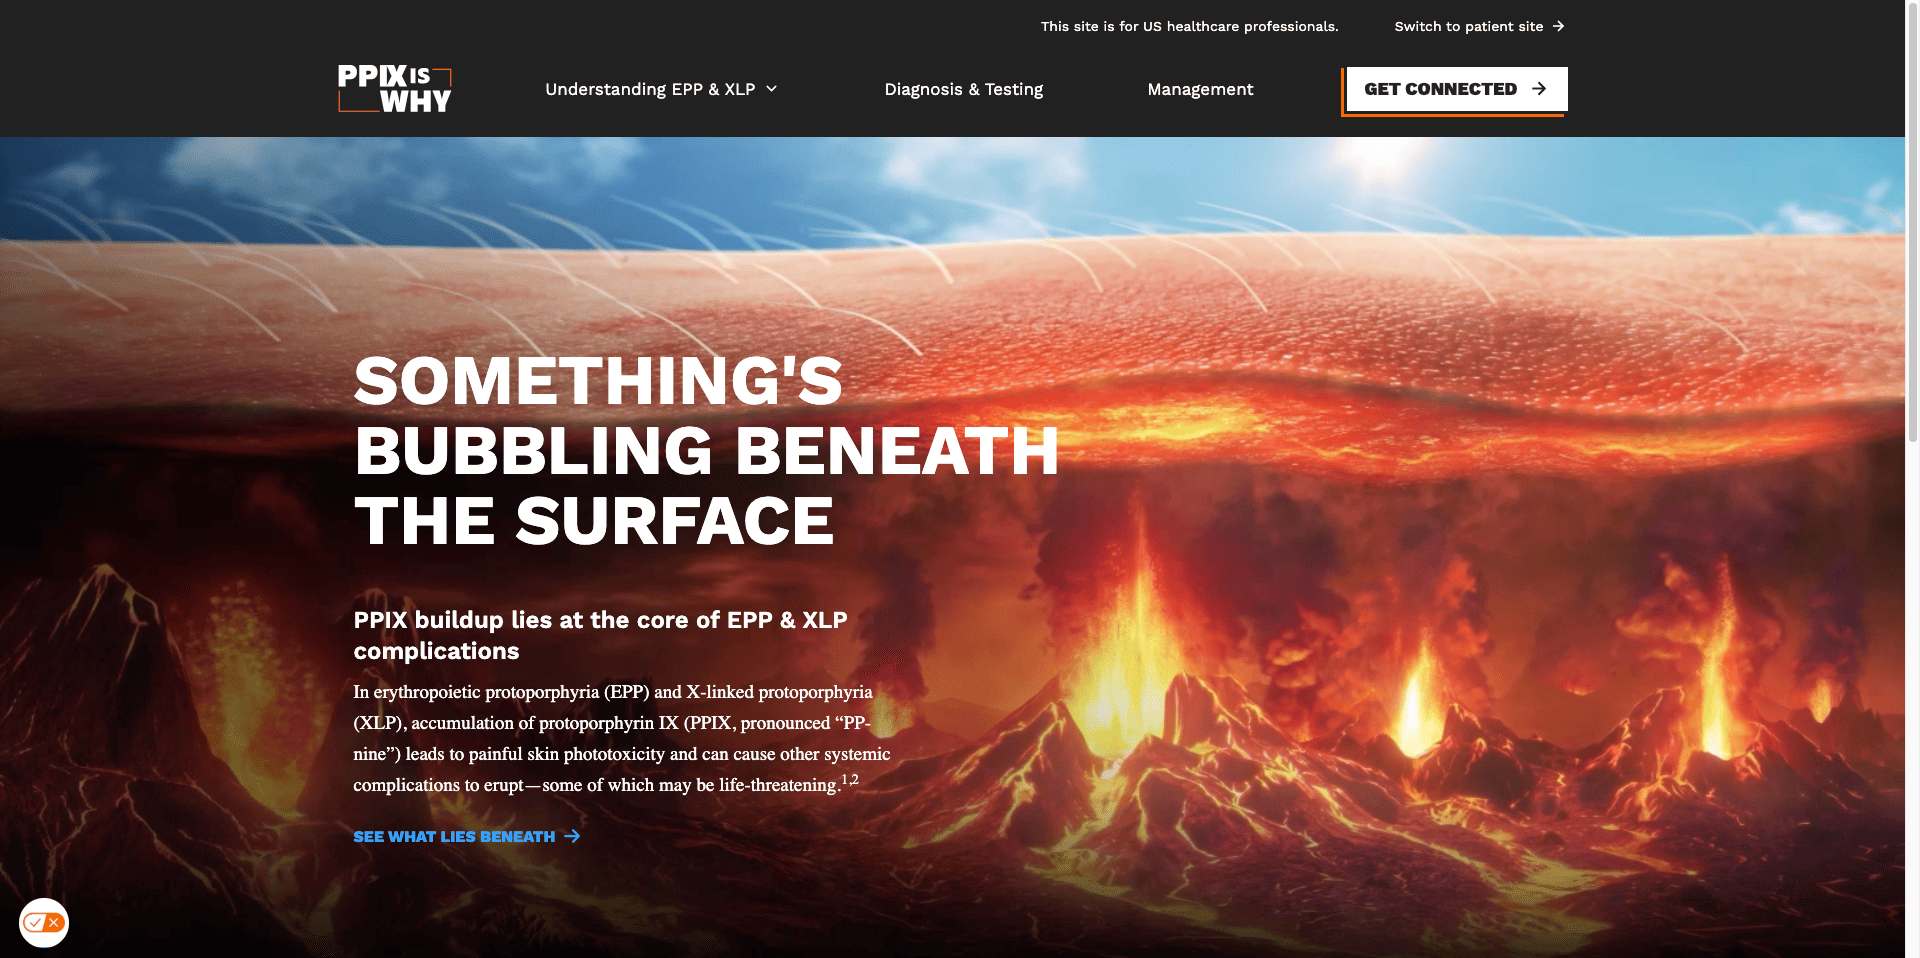 This site is for US healthcare professionals.
Switch to patient site
PPIX IS
WHY
Understanding EPP & XLP
Diagnosis & Testing
Management
GET CONNECTED
SOMETHING'S
BUBBLING BENEATH
THE SURFACE
PPIX buildup lies at the core of EPP & XLP
complications
In erythropoietic protoporphyria (EPP) and X-linked protoporphyria
(XLP), accumulation of protoporphyrin IX (PPIX, pronounced “PP-
nine”) leads to painful skin phototoxicity and can cause other systemic
complications to erupt—some of which may be life-threatening.1,2
SEE WHAT LIES BENEATH